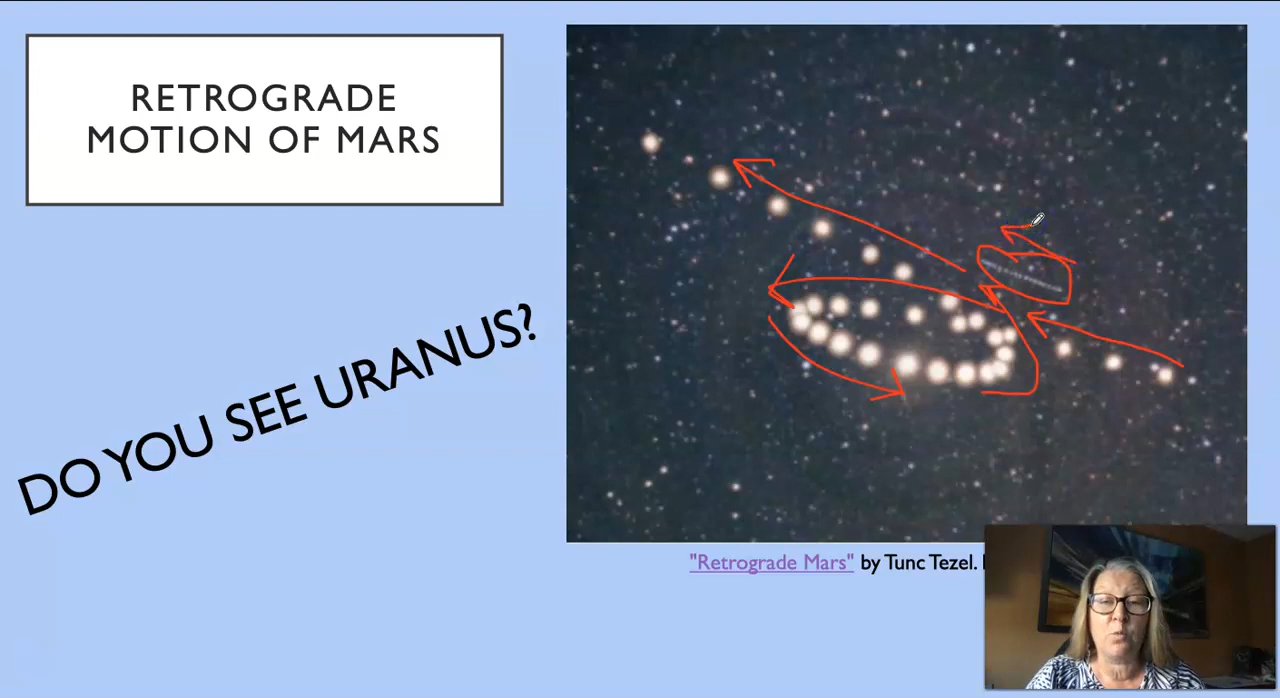 RETROGRADE
MOTION OF MARS
DO YOU SEE URANUS?
"Retrograde Mars" by Tunc Tezel.